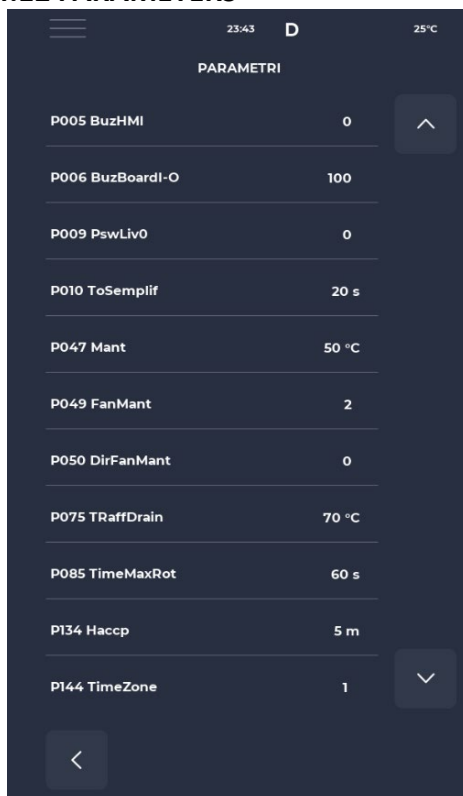 23:43 D 25°C
PARAMETRI
P005 BuzHMI 0
P006 BuzBoardI-O 100
P009 PswLiv0 0
P010 ToSemplif 20 s
P047 Mant 50 °C
P049 FanMant 2
P050 DirFanMant 0
P075 TRaffDrain 70 °C
P085 TimeMaxRot 60 s
P134 Haccp 5 m
P144 TimeZone 1